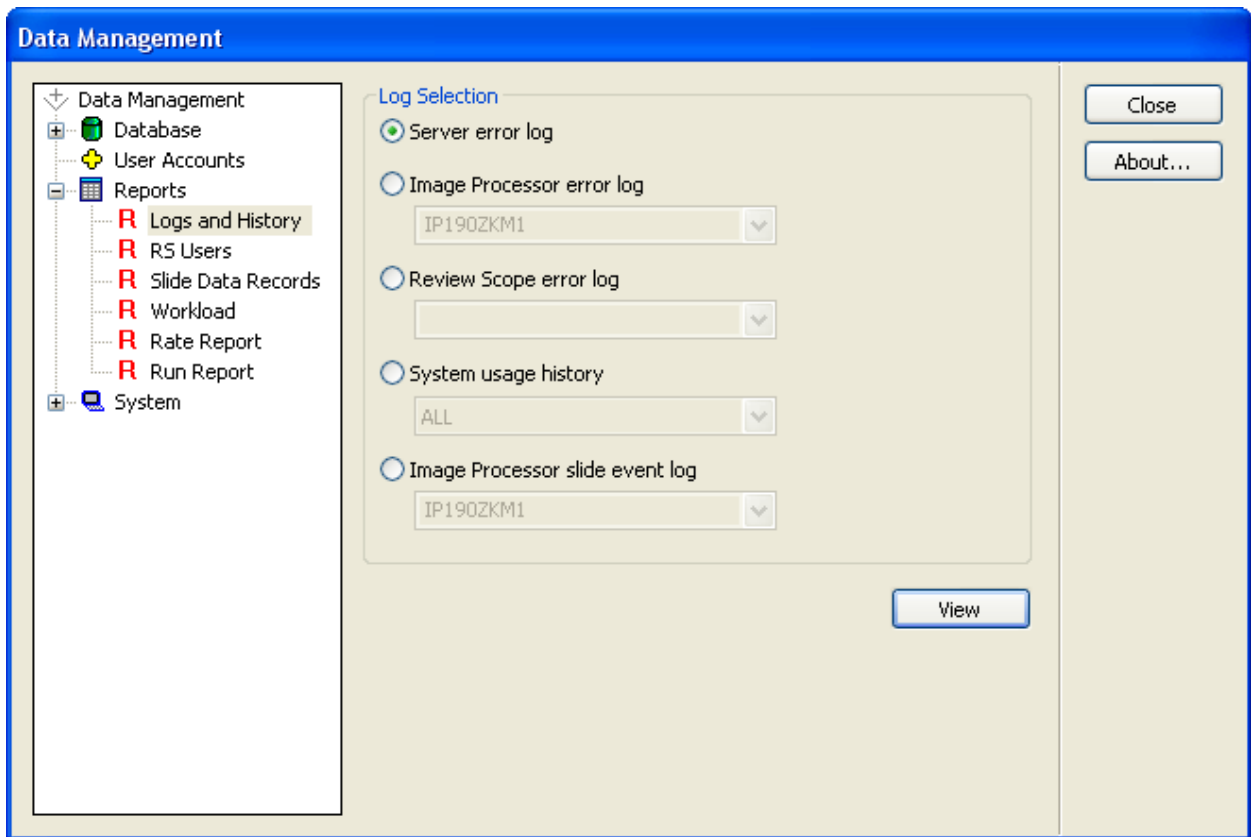 Data Management
Data Management
Database
User Accounts
Reports
R Logs and History
R RS Users
R Slide Data Records
R Workload
R Rate Report
R Run Report
System
Log Selection
Server error log
Image Processor error log
IP190ZKM1
Review Scope error log
System usage history
ALL
Image Processor slide event log
IP190ZKM1
View
Close
About...